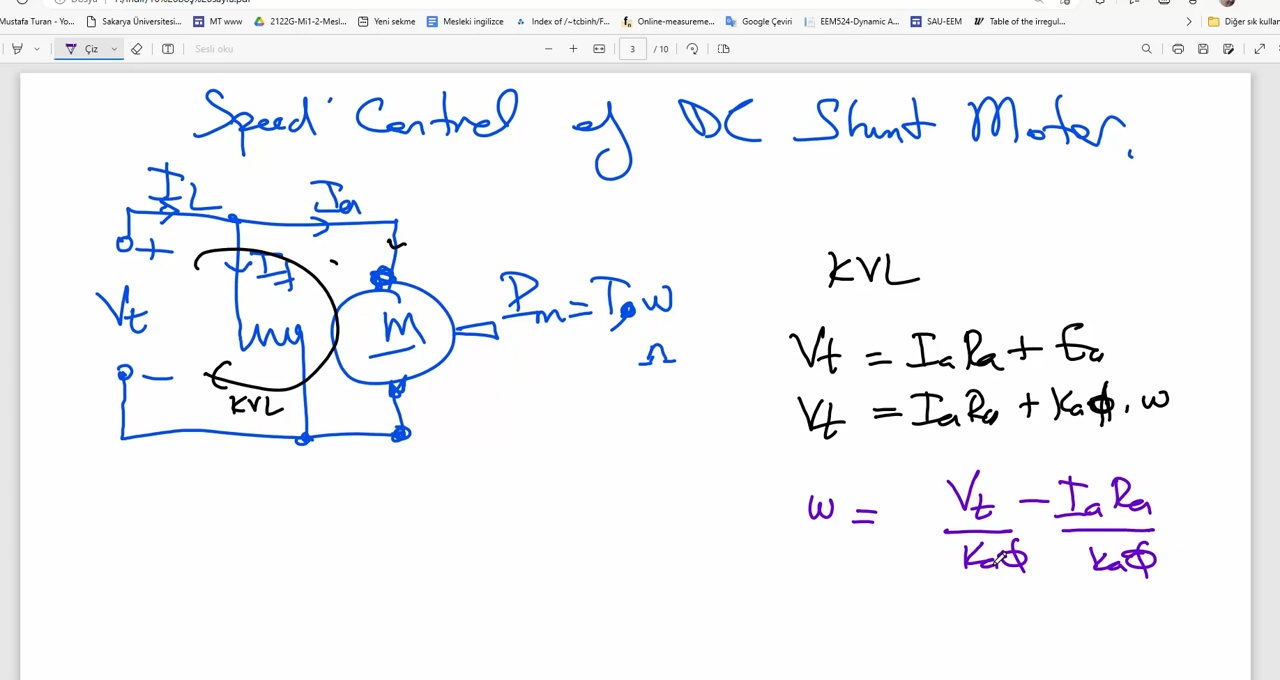 Mustafa Turan - Yo...
Sakarya Üniversitesi...
MT www
2122G-Mi1-2-Mesl...
Yeni sekme
Mesleki ingilizce
Index of /~tcbinh/F...
Online-measureme...
Google Çeviri
EEM524-Dynamic A...
SAU-EEM
Table of the irregul...
Diğer sık kullan
Çiz
Sesli oku
3 / 10
Speed Control of DC Shunt Motor.
IL Ia
+ If
Vt M Pm = T.ω
Ω
−
KVL
KVL
Vt = IaRa + Ea
Vt = IaRa + Kaϕ.ω
ω = Vt/Kaϕ − IaRa/Kaϕ